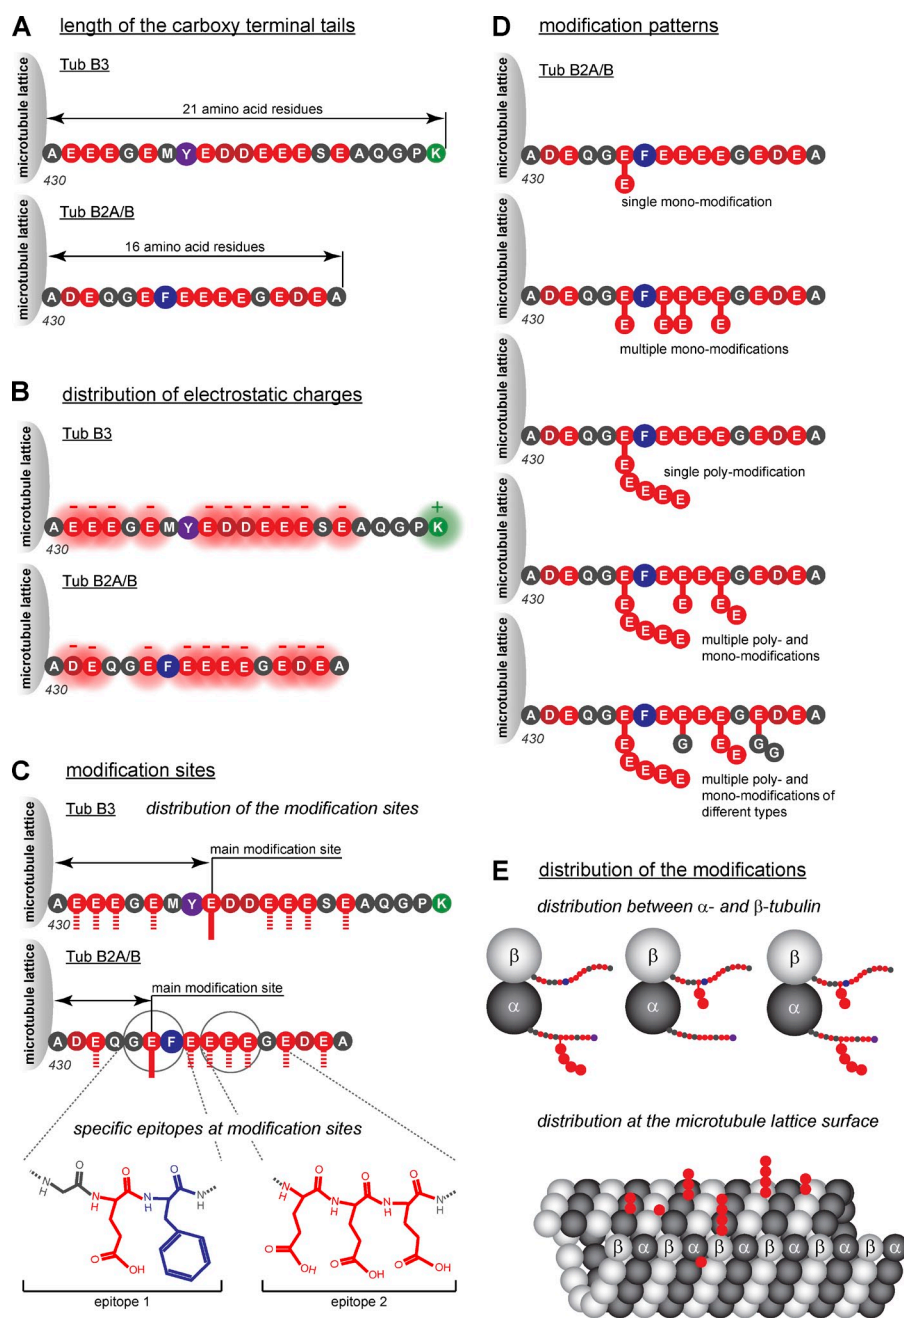 A length of the carboxy terminal tails
Tub B3
microtubule lattice
21 amino acid residues
A E E E G E M Y E D D E E E S E A Q G P K
430
Tub B2A/B
microtubule lattice
16 amino acid residues
A D E Q G E F E E E E G E D E A
430
B distribution of electrostatic charges
Tub B3
microtubule lattice
- - - - - - - - - - - +
A E E E G E M Y E D D E E E S E A Q G P K
430
Tub B2A/B
microtubule lattice
- - - - - - - - - -
A D E Q G E F E E E E G E D E A
430
C modification sites
Tub B3
distribution of the modification sites
microtubule lattice
main modification site
A E E E G E M Y E D D E E E S E A Q G P K
430
Tub B2A/B
microtubule lattice
main modification site
A D E Q G E F E E E E G E D E A
430
specific epitopes at modification sites
N H O N H O OH N H O N H
epitope 1
N H O OH N H O OH N H O OH N H
epitope 2
D modification patterns
Tub B2A/B
microtubule lattice
A D E Q G E F E E E E G E D E A
430
E
single mono-modification
microtubule lattice
A D E Q G E F E E E E G E D E A
430
E E E E
multiple mono-modifications
microtubule lattice
A D E Q G E F E E E E G E D E A
430
E E E E E
single poly-modification
microtubule lattice
A D E Q G E F E E E E G E D E A
430
E E E E E E E E
multiple poly- and
mono-modifications
microtubule lattice
A D E Q G E F E E E E G E D E A
430
E E E E E G E E G G
multiple poly- and
mono-modifications of
different types
E distribution of the modifications
distribution between α- and β-tubulin
β β β
α α α
distribution at the microtubule lattice surface
β α β α β α β α β α β α β α